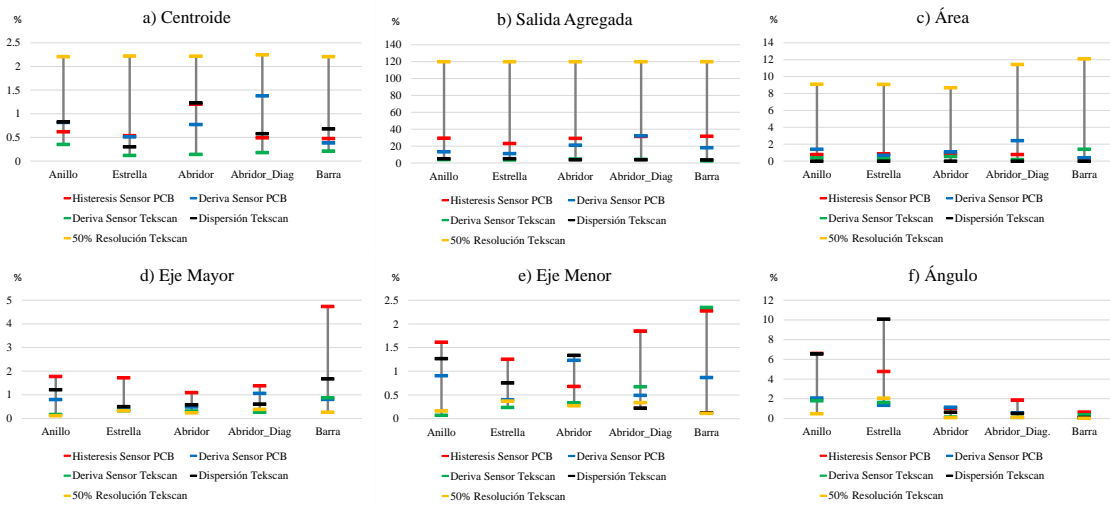 a) Centroide
%
2.5
2
1.5
1
0.5
0
Anillo Estrella Abridor Abridor_Diag Barra
Histeresis Sensor PCB Deriva Sensor PCB
Deriva Sensor Tekscan Dispersión Tekscan
50% Resolución Tekscan
b) Salida Agregada
%
140
120
100
80
60
40
20
0
Anillo Estrella Abridor Abridor_Diag Barra
Histeresis Sensor PCB Deriva Sensor PCB
Deriva Sensor Tekscan Dispersión Tekscan
50% Resolución Tekscan
c) Área
%
14
12
10
8
6
4
2
0
Anillo Estrella Abridor Abridor_Diag Barra
Histeresis Sensor PCB Deriva Sensor PCB
Deriva Sensor Tekscan Dispersión Tekscan
50% Resolución Tekscan
d) Eje Mayor
%
5
4
3
2
1
0
Anillo Estrella Abridor Abridor_Diag Barra
Histeresis Sensor PCB Deriva Sensor PCB
Deriva Sensor Tekscan Dispersión Tekscan
50% Resolución Tekscan
e) Eje Menor
%
2.5
2
1.5
1
0.5
0
Anillo Estrella Abridor Abridor_Diag Barra
Histeresis Sensor PCB Deriva Sensor PCB
Deriva Sensor Tekscan Dispersión Tekscan
50% Resolución Tekscan
f) Ángulo
%
12
10
8
6
4
2
0
Anillo Estrella Abridor Abridor_Diag. Barra
Histeresis Sensor PCB Deriva Sensor PCB
Deriva Sensor Tekscan Dispersión Tekscan
50% Resolución Tekscan